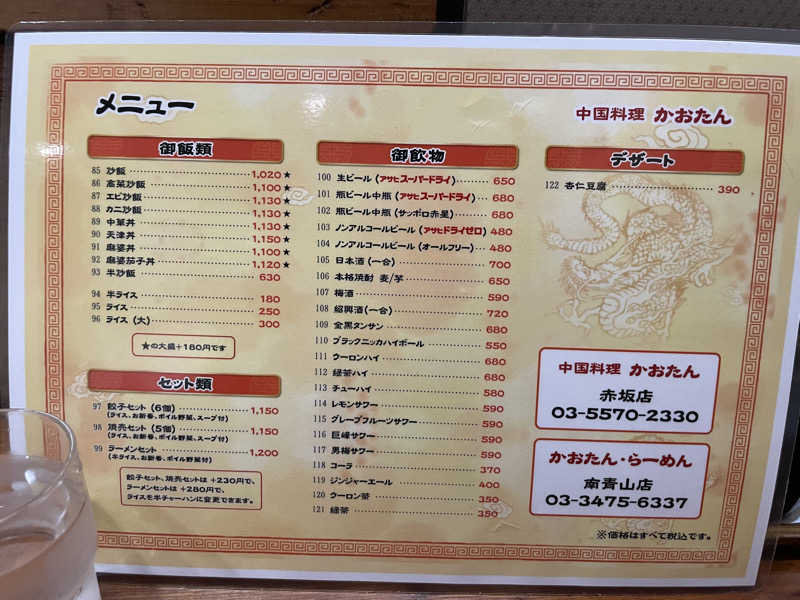 メニュー
中国料理 かおたん
御飯類
85 炒飯 1,020★
86 高菜炒飯 1,100★
87 エビ炒飯 1,130★
88 カニ炒飯 1,130★
89 中華丼 1,130★
90 天津丼 1,150★
91 麻婆丼 1,100★
92 麻婆茄子丼 1,120★
93 半炒飯 630
94 半ライス 180
95 ライス 250
96 ライス (大) 300
★の大盛+180円です
セット類
97 餃子セット (6個) 1,150
(ライス、お新香、ボイル野菜、スープ付)
98 焼売セット (5個) 1,150
(ライス、お新香、ボイル野菜、スープ付)
99 ラーメンセット 1,200
(半ライス、お新香、ボイル野菜付)
餃子セット、焼売セットは +230円で、
ラーメンセットは +280円で、
ライスを半チャーハンに変更できます。
御飲物
100 生ビール (アサヒスーパードライ) 650
101 瓶ビール中瓶 (アサヒスーパードライ) 680
102 瓶ビール中瓶 (サッポロ赤星) 680
103 ノンアルコールビール (アサヒドライゼロ) 480
104 ノンアルコールビール (オールフリー) 480
105 日本酒 (一合) 700
106 本格焼酎 麦/芋 650
107 梅酒 590
108 紹興酒 (一合) 720
109 金黒タンサン 680
110 ブラックニッカハイボール 550
111 ウーロンハイ 680
112 緑茶ハイ 680
113 チューハイ 580
114 レモンサワー 590
115 グレープフルーツサワー 590
116 巨峰サワー 590
117 男梅サワー 590
118 コーラ 370
119 ジンジャーエール 400
120 ウーロン茶 350
121 緑茶 350
デザート
122 杏仁豆腐 390
中国料理 かおたん
赤坂店
03-5570-2330
かおたん・らーめん
南青山店
03-3475-6337
※価格はすべて税込です。